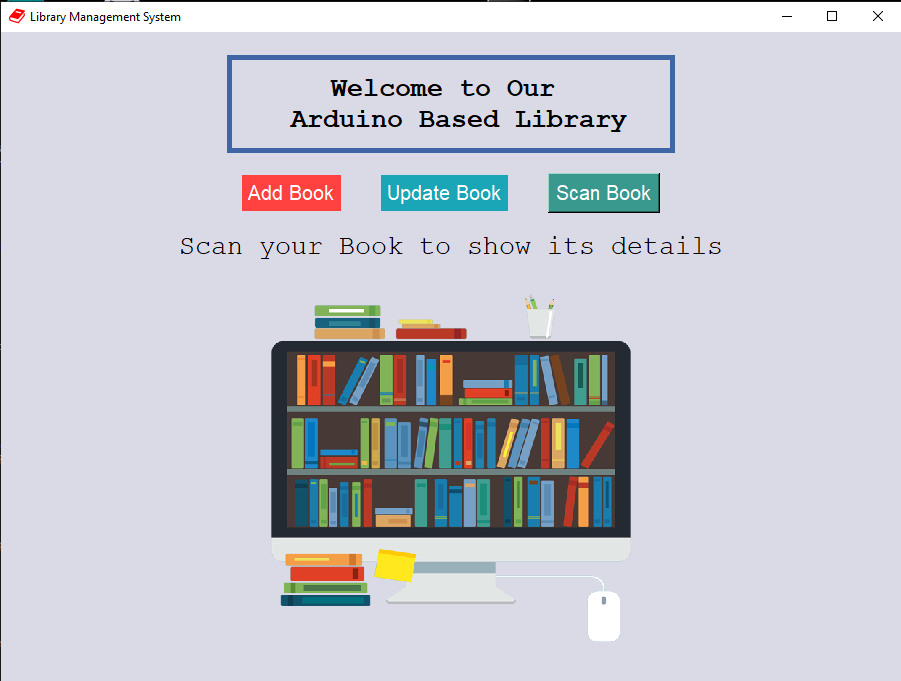 Library Management System
Welcome to Our
Arduino Based Library
Add Book
Update Book
Scan Book
Scan your Book to show its details